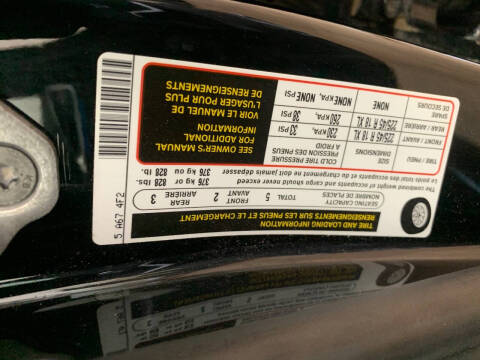 TIRE AND LOADING INFORMATION
RENSEIGNEMENTS SUR LES PNEUS ET LE CHARGEMENT
SEATING CAPACITY
NOMBRE DE PLACES
TOTAL 5
FRONT
AVANT 2
REAR
ARRIÈRE 3
The combined weight of occupants and cargo should never exceed 376 kg or 828 lbs.
Le poids total des occupants et du chargement ne doit jamais dépasser 376 kg ou 828 lb.
TIRE / PNEU
DIMENSIONS
COLD TIRE PRESSURE
PRESSION DES PNEUS
À FROID
FRONT / AVANT
225/45 R 18 XL
230 KPA, 33 PSI
REAR / ARRIÈRE
225/45 R 18 XL
260 KPA, 38 PSI
SPARE
DE SECOURS
NONE
NONE KPA, NONE PSI
SEE OWNER'S MANUAL
FOR ADDITIONAL
INFORMATION
VOIR LE MANUEL DE
L'USAGER POUR PLUS
DE RENSEIGNEMENTS
5 A67 4F2